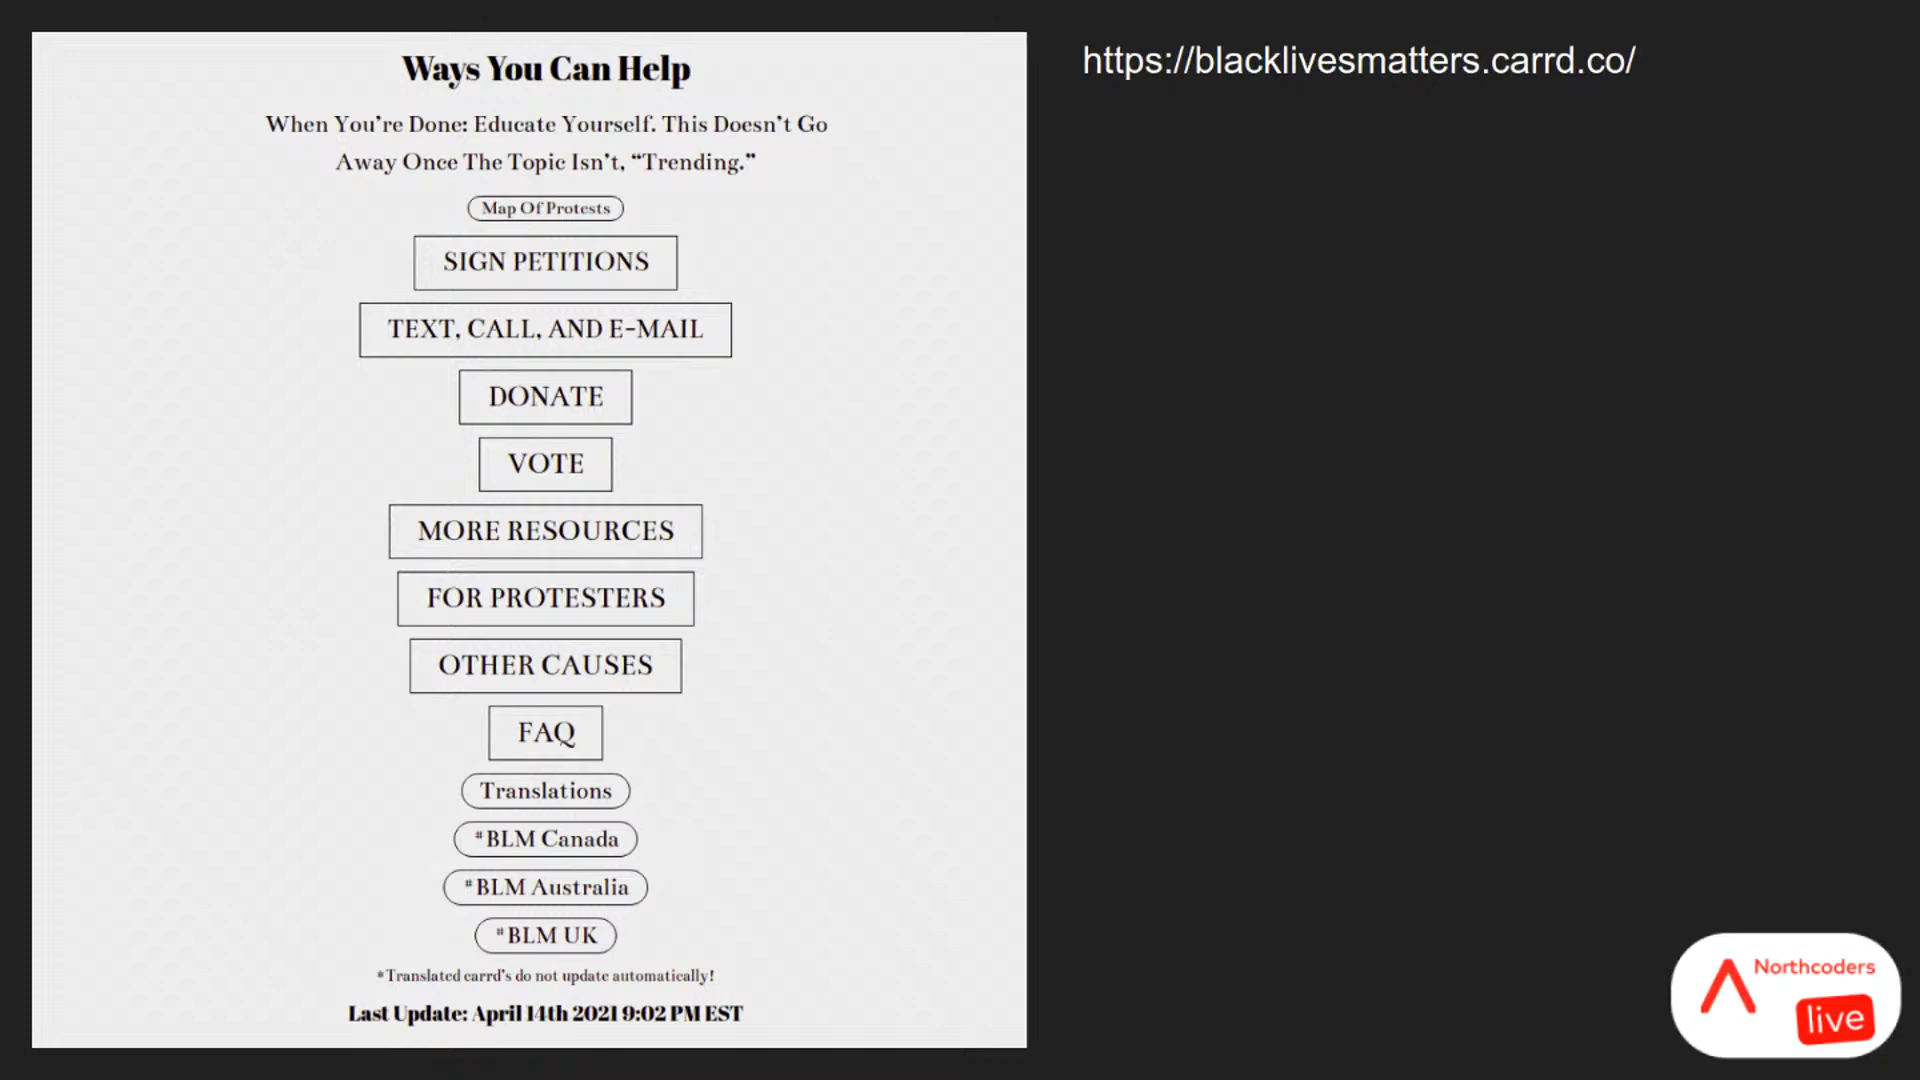 Ways You Can Help
When You're Done: Educate Yourself. This Doesn't Go
Away Once The Topic Isn't, “Trending.”
Map Of Protests
SIGN PETITIONS
TEXT, CALL, AND E-MAIL
DONATE
VOTE
MORE RESOURCES
FOR PROTESTERS
OTHER CAUSES
FAQ
Translations
#BLM Canada
#BLM Australia
#BLM UK
*Translated carrd's do not update automatically!
Last Update: April 14th 2021 9:02 PM EST
https://blacklivesmatters.carrd.co/
Northcoders
live